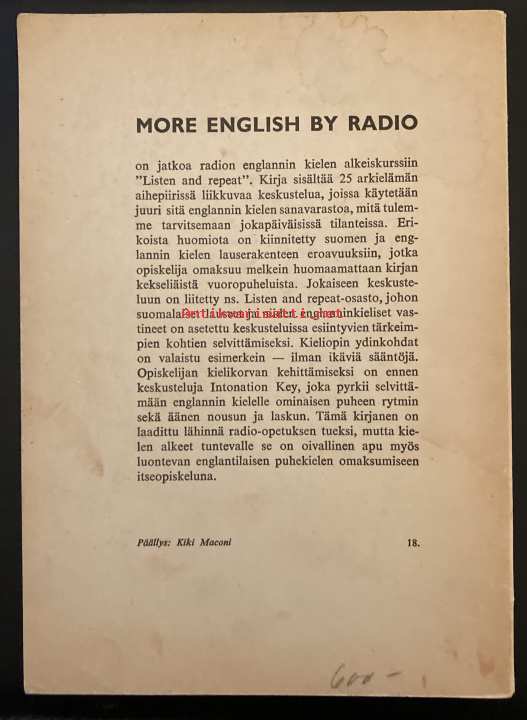 MORE ENGLISH BY RADIO
on jatkoa radion englannin kielen alkeiskurssiin
”Listen and repeat”. Kirja sisältää 25 arkielämän
aihepiirissä liikkuvaa keskustelua, joissa käytetään
juuri sitä englannin kielen sanavarastoa, mitä tulem-
me tarvitsemaan jokapäiväisissä tilanteissa. Eri-
koista huomiota on kiinnitetty suomen ja eng-
lannin kielen lauserakenteen eroavuuksiin, jotka
opiskelija omaksuu melkein huomaamattaan kirjan
kekseliäistä vuoropuheluista. Jokaiseen keskuste-
luun on liitetty ns. Listen and repeat-osasto, johon
suomalaiset lauseet ja niiden englanninkieliset vas-
tineet on asetettu keskusteluissa esiintyvien tärkeim-
pien kohtien selvittämiseksi. Kieliopin ydinkohdat
on valaistu esimerkein — ilman ikäviä sääntöjä.
Opiskelijan kielikorvan kehittämiseksi on ennen
keskusteluja Intonation Key, joka pyrkii selvittä-
mään englannin kielelle ominaisen puheen rytmin
sekä äänen nousun ja laskun. Tämä kirjanen on
laadittu lähinnä radio-opetuksen tueksi, mutta kie-
len alkeet tuntevalle se on oivallinen apu myös
luontevan englantilaisen puhekielen omaksumiseen
itseopiskeluna.
Päällys: Kiki Maconi 18.
600 –